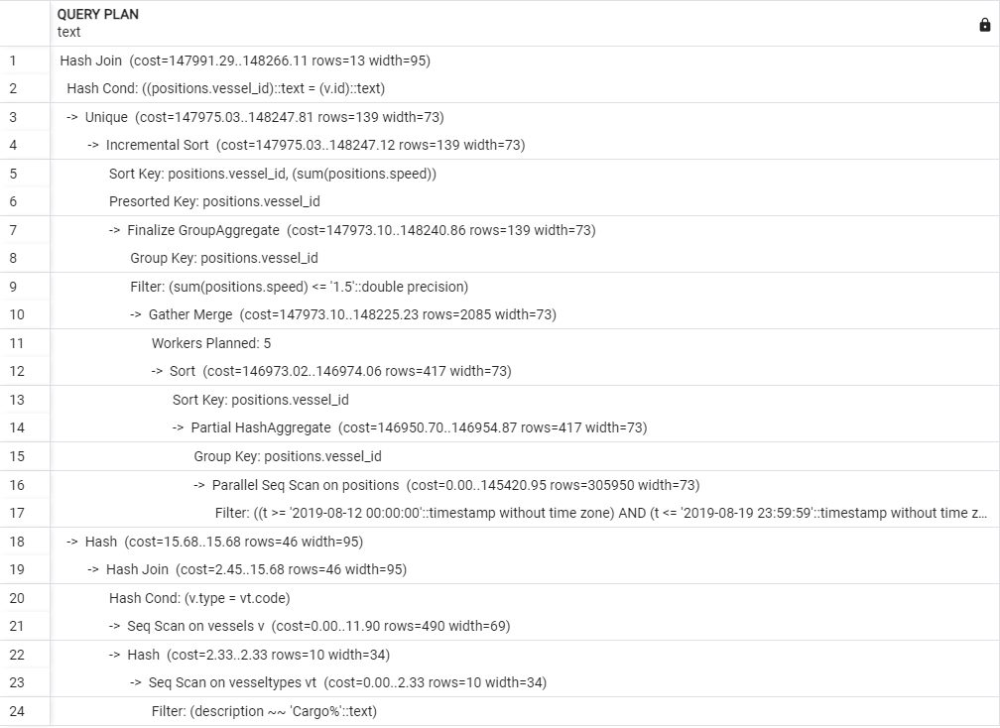 QUERY PLAN
text
1 Hash Join (cost=147991.29..148266.11 rows=13 width=95)
2 Hash Cond: ((positions.vessel_id)::text = (v.id)::text)
3 -> Unique (cost=147975.03..148247.81 rows=139 width=73)
4 -> Incremental Sort (cost=147975.03..148247.12 rows=139 width=73)
5 Sort Key: positions.vessel_id, (sum(positions.speed))
6 Presorted Key: positions.vessel_id
7 -> Finalize GroupAggregate (cost=147973.10..148240.86 rows=139 width=73)
8 Group Key: positions.vessel_id
9 Filter: (sum(positions.speed) <= '1.5'::double precision)
10 -> Gather Merge (cost=147973.10..148225.23 rows=2085 width=73)
11 Workers Planned: 5
12 -> Sort (cost=146973.02..146974.06 rows=417 width=73)
13 Sort Key: positions.vessel_id
14 -> Partial HashAggregate (cost=146950.70..146954.87 rows=417 width=73)
15 Group Key: positions.vessel_id
16 -> Parallel Seq Scan on positions (cost=0.00..145420.95 rows=305950 width=73)
17 Filter: ((t >= '2019-08-12 00:00:00'::timestamp without time zone) AND (t <= '2019-08-19 23:59:59'::timestamp without time z...
18 -> Hash (cost=15.68..15.68 rows=46 width=95)
19 -> Hash Join (cost=2.45..15.68 rows=46 width=95)
20 Hash Cond: (v.type = vt.code)
21 -> Seq Scan on vessels v (cost=0.00..11.90 rows=490 width=69)
22 -> Hash (cost=2.33..2.33 rows=10 width=34)
23 -> Seq Scan on vesseltypes vt (cost=0.00..2.33 rows=10 width=34)
24 Filter: (description ~~ 'Cargo%'::text)